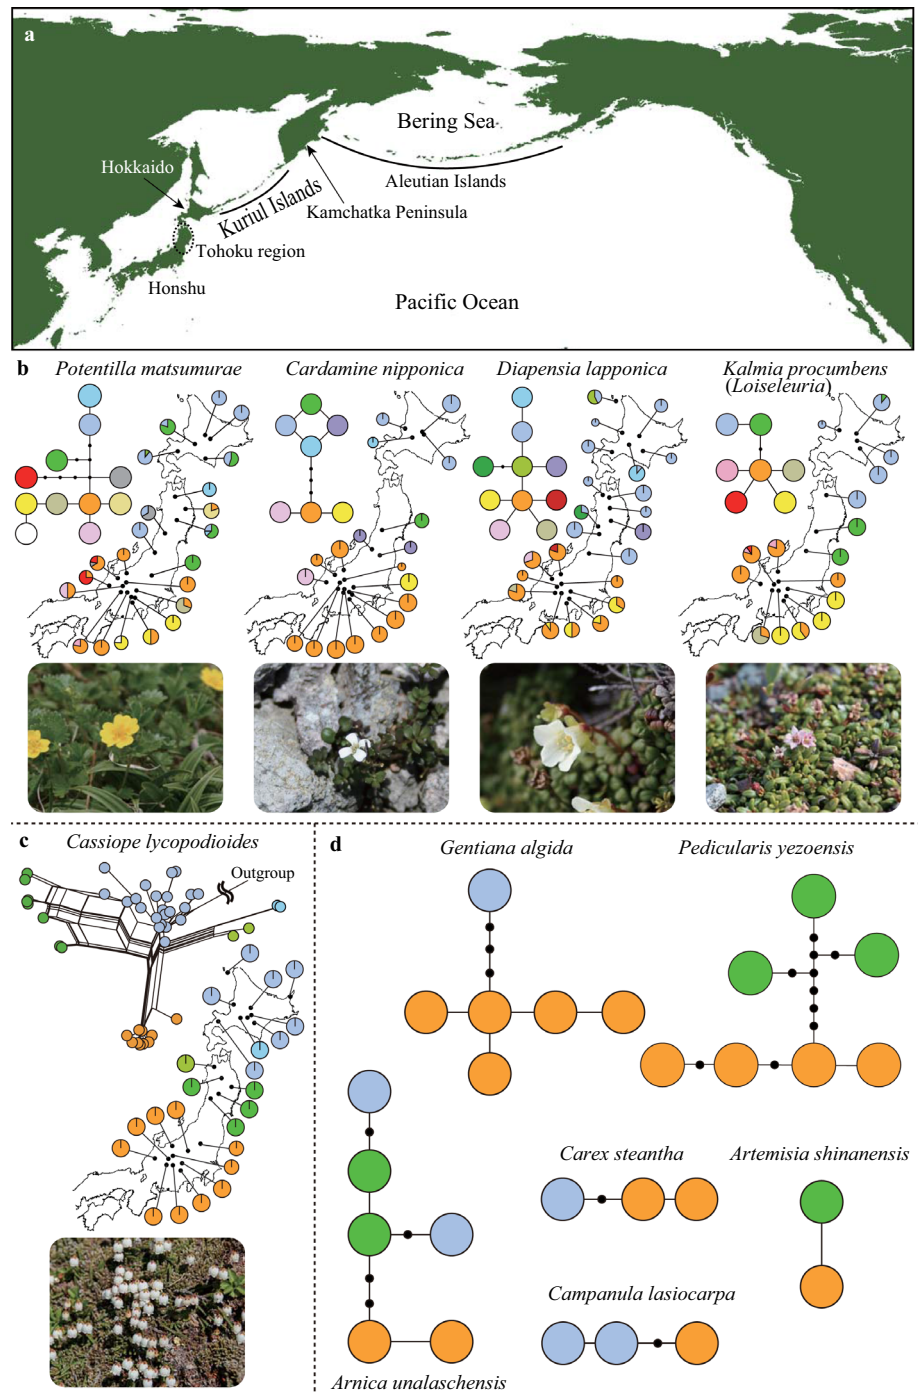 a
Bering Sea
Hokkaido
Aleutian Islands
Kuriul Islands
Kamchatka Peninsula
Tohoku region
Honshu
Pacific Ocean
b
Potentilla matsumurae
Cardamine nipponica
Diapensia lapponica
Kalmia procumbens
(Loiseleuria)
c
Cassiope lycopodioides
Outgroup
d
Gentiana algida
Pedicularis yezoensis
Carex steantha
Artemisia shinanensis
Campanula lasiocarpa
Arnica unalaschensis